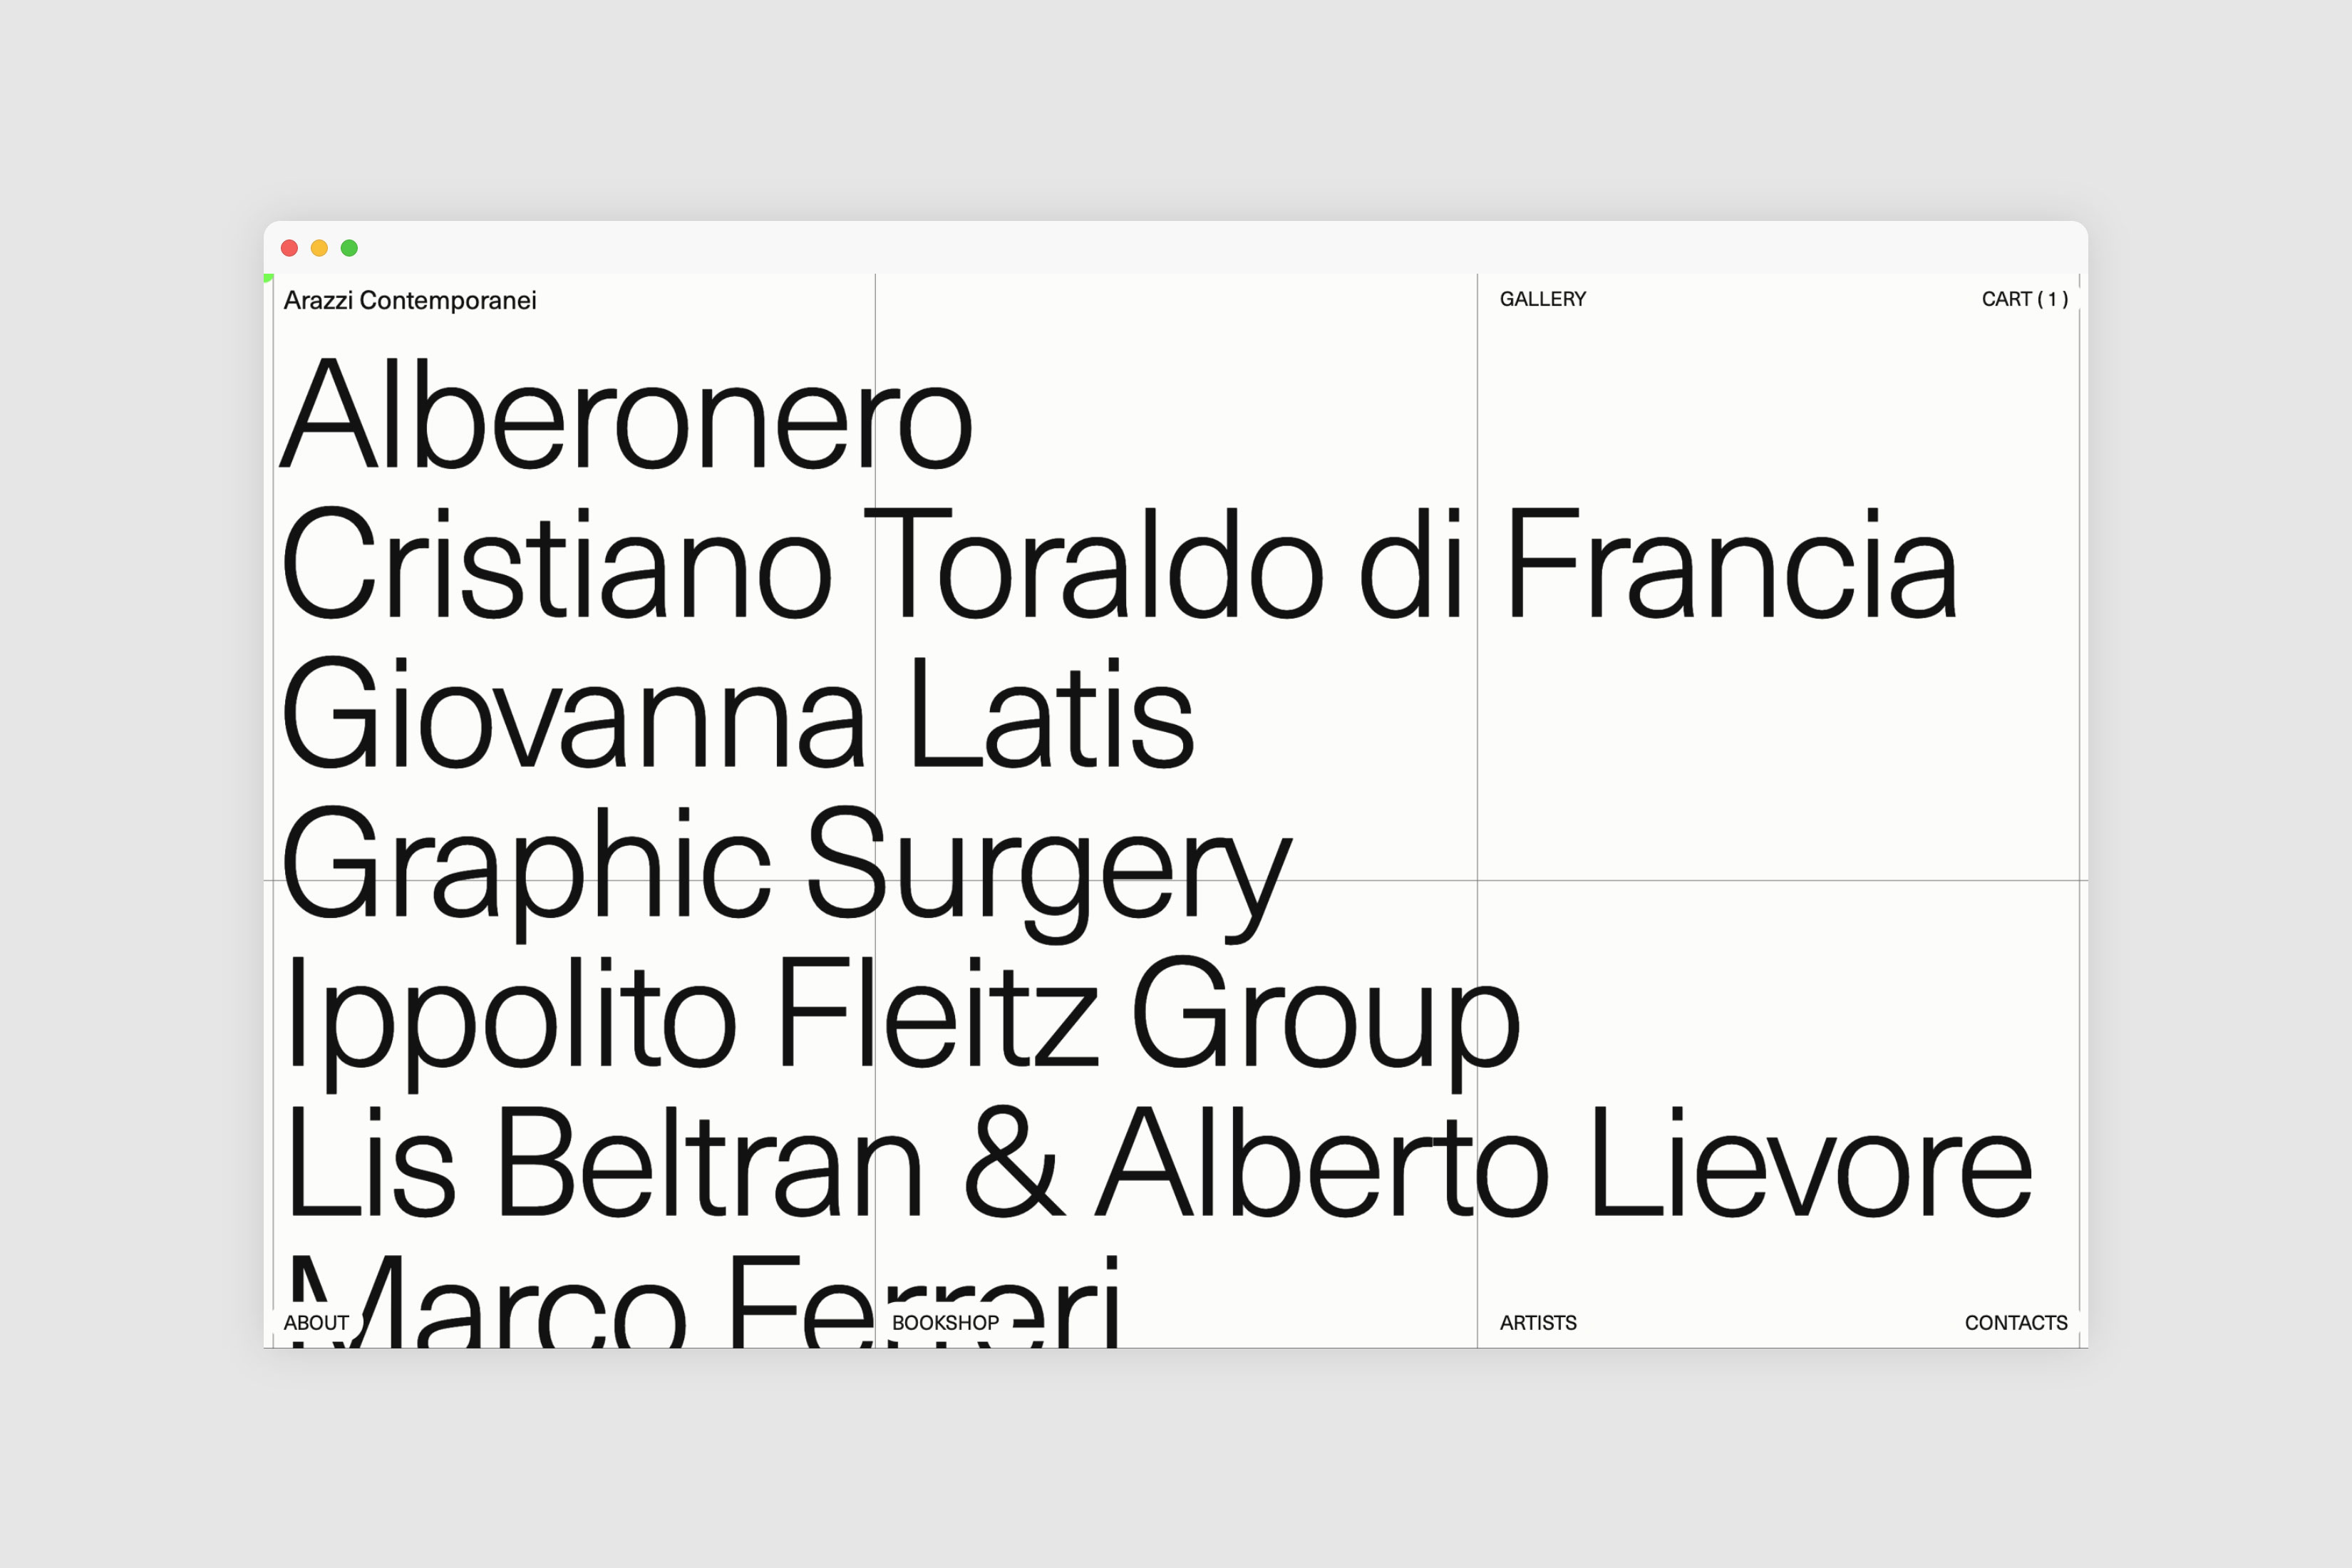 Arazzi Contemporanei
GALLERY
CART ( 1 )
Alberonero
Cristiano Toraldo di Francia
Giovanna Latis
Graphic Surgery
Ippolito Fleitz Group
Lis Beltran & Alberto Lievore
Marco Ferreri
ABOUT
BOOKSHOP
ARTISTS
CONTACTS